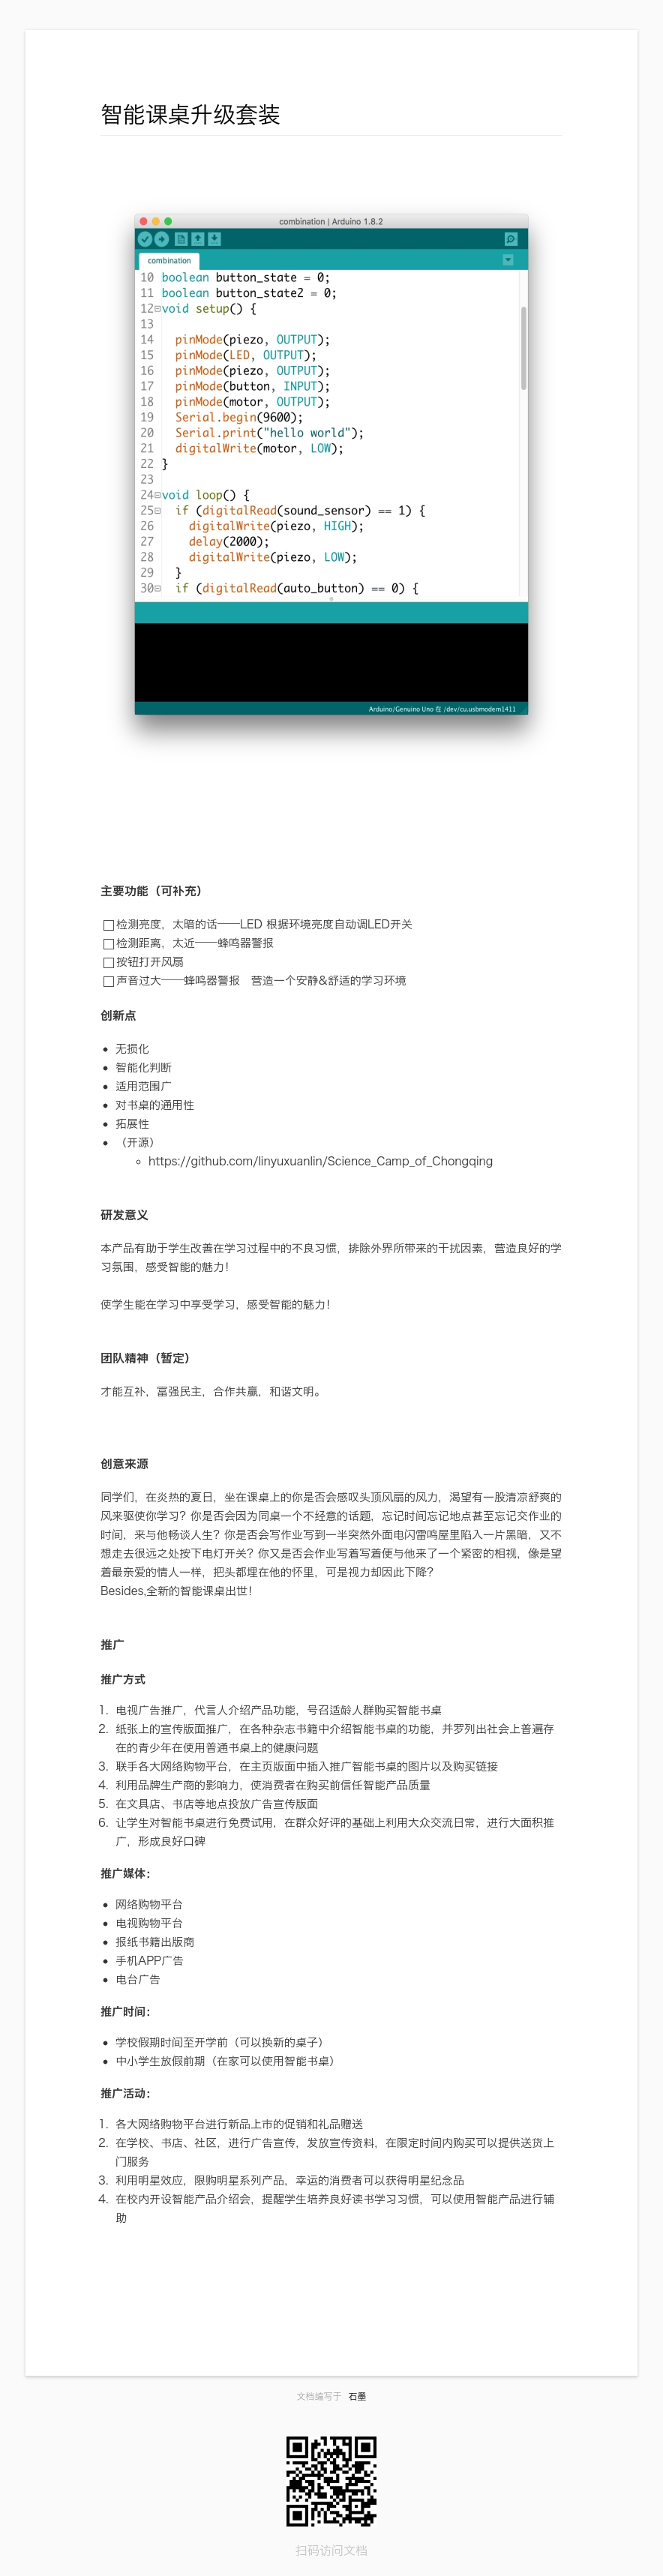 智能课桌升级套装
combination | Arduino 1.8.2
combination
10 boolean button_state = 0;
11 boolean button_state2 = 0;
12 void setup() {
13
14 pinMode(piezo, OUTPUT);
15 pinMode(LED, OUTPUT);
16 pinMode(piezo, OUTPUT);
17 pinMode(button, INPUT);
18 pinMode(motor, OUTPUT);
19 Serial.begin(9600);
20 Serial.print("hello world");
21 digitalWrite(motor, LOW);
22 }
23
24 void loop() {
25 if (digitalRead(sound_sensor) == 1) {
26 digitalWrite(piezo, HIGH);
27 delay(2000);
28 digitalWrite(piezo, LOW);
29 }
30 if (digitalRead(auto_button) == 0) {
Arduino/Genuino Uno 在 /dev/cu.usbmodem1411
主要功能（可补充）
检测亮度，太暗的话——LED 根据环境亮度自动调LED开关
检测距离，太近——蜂鸣器警报
按钮打开风扇
声音过大——蜂鸣器警报 营造一个安静&舒适的学习环境
创新点
• 无损化
• 智能化判断
• 适用范围广
• 对书桌的通用性
• 拓展性
• （开源）
◦ https://github.com/linyuxuanlin/Science_Camp_of_Chongqing
研发意义
本产品有助于学生改善在学习过程中的不良习惯，排除外界所带来的干扰因素，营造良好的学
习氛围，感受智能的魅力！
使学生能在学习中享受学习，感受智能的魅力！
团队精神（暂定）
才能互补，富强民主，合作共赢，和谐文明。
创意来源
同学们，在炎热的夏日，坐在课桌上的你是否会感叹头顶风扇的风力，渴望有一股清凉舒爽的
风来驱使你学习？你是否会因为同桌一个不经意的话题，忘记时间忘记地点甚至忘记交作业的
时间，来与他畅谈人生？你是否会写作业写到一半突然外面电闪雷鸣屋里陷入一片黑暗，又不
想走去很远之处按下电灯开关？你又是否会作业写着写着便与他来了一个紧密的相视，像是望
着最亲爱的情人一样，把头都埋在他的怀里，可是视力却因此下降？
Besides,全新的智能课桌出世！
推广
推广方式
1. 电视广告推广，代言人介绍产品功能，号召适龄人群购买智能书桌
2. 纸张上的宣传版面推广，在各种杂志书籍中介绍智能书桌的功能，并罗列出社会上普遍存
在的青少年在使用普通书桌上的健康问题
3. 联手各大网络购物平台，在主页版面中插入推广智能书桌的图片以及购买链接
4. 利用品牌生产商的影响力，使消费者在购买前信任智能产品质量
5. 在文具店、书店等地点投放广告宣传版面
6. 让学生对智能书桌进行免费试用，在群众好评的基础上利用大众交流日常，进行大面积推
广，形成良好口碑
推广媒体：
• 网络购物平台
• 电视购物平台
• 报纸书籍出版商
• 手机APP广告
• 电台广告
推广时间：
• 学校假期时间至开学前（可以换新的桌子）
• 中小学生放假前期（在家可以使用智能书桌）
推广活动：
1. 各大网络购物平台进行新品上市的促销和礼品赠送
2. 在学校、书店、社区，进行广告宣传，发放宣传资料，在限定时间内购买可以提供送货上
门服务
3. 利用明星效应，限购明星系列产品，幸运的消费者可以获得明星纪念品
4. 在校内开设智能产品介绍会，提醒学生培养良好读书学习习惯，可以使用智能产品进行辅
助
文档编写于 石墨
扫码访问文档